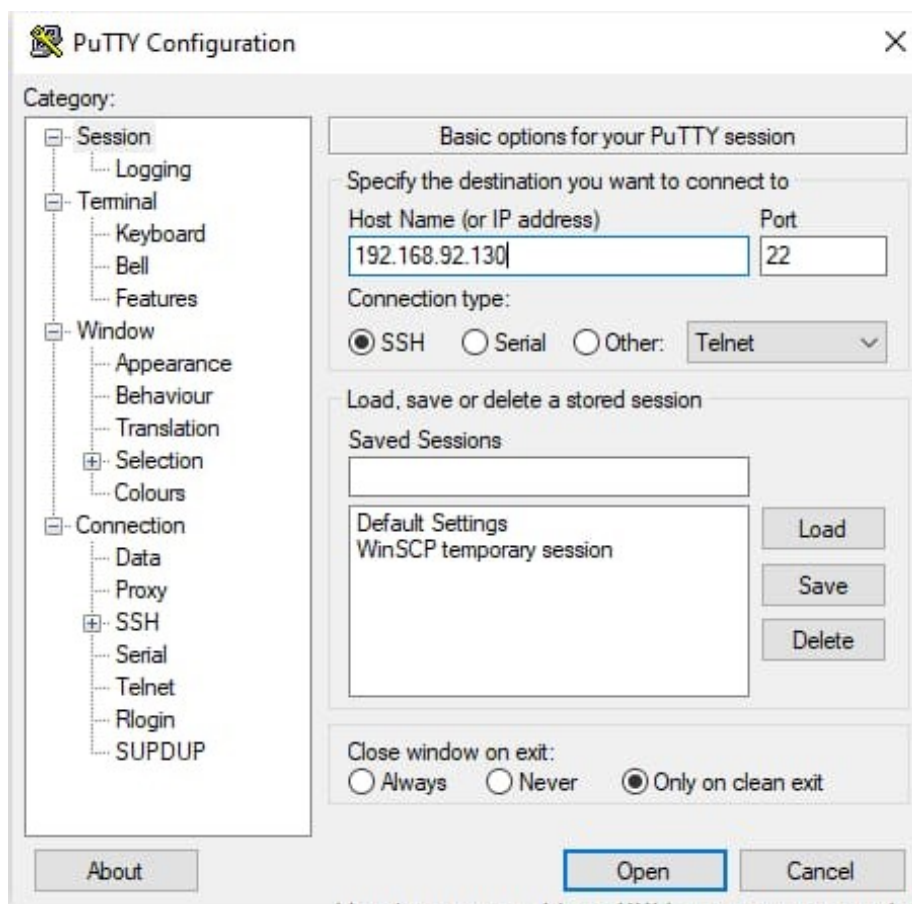 PuTTY Configuration
Category:
Session
Logging
Terminal
Keyboard
Bell
Features
Window
Appearance
Behaviour
Translation
Selection
Colours
Connection
Data
Proxy
SSH
Serial
Telnet
Rlogin
SUPDUP
Basic options for your PuTTY session
Specify the destination you want to connect to
Host Name (or IP address) Port
192.168.92.130 22
Connection type:
SSH Serial Other: Telnet
Load, save or delete a stored session
Saved Sessions
Default Settings
WinSCP temporary session
Load
Save
Delete
Close window on exit:
Always Never Only on clean exit
About Open Cancel